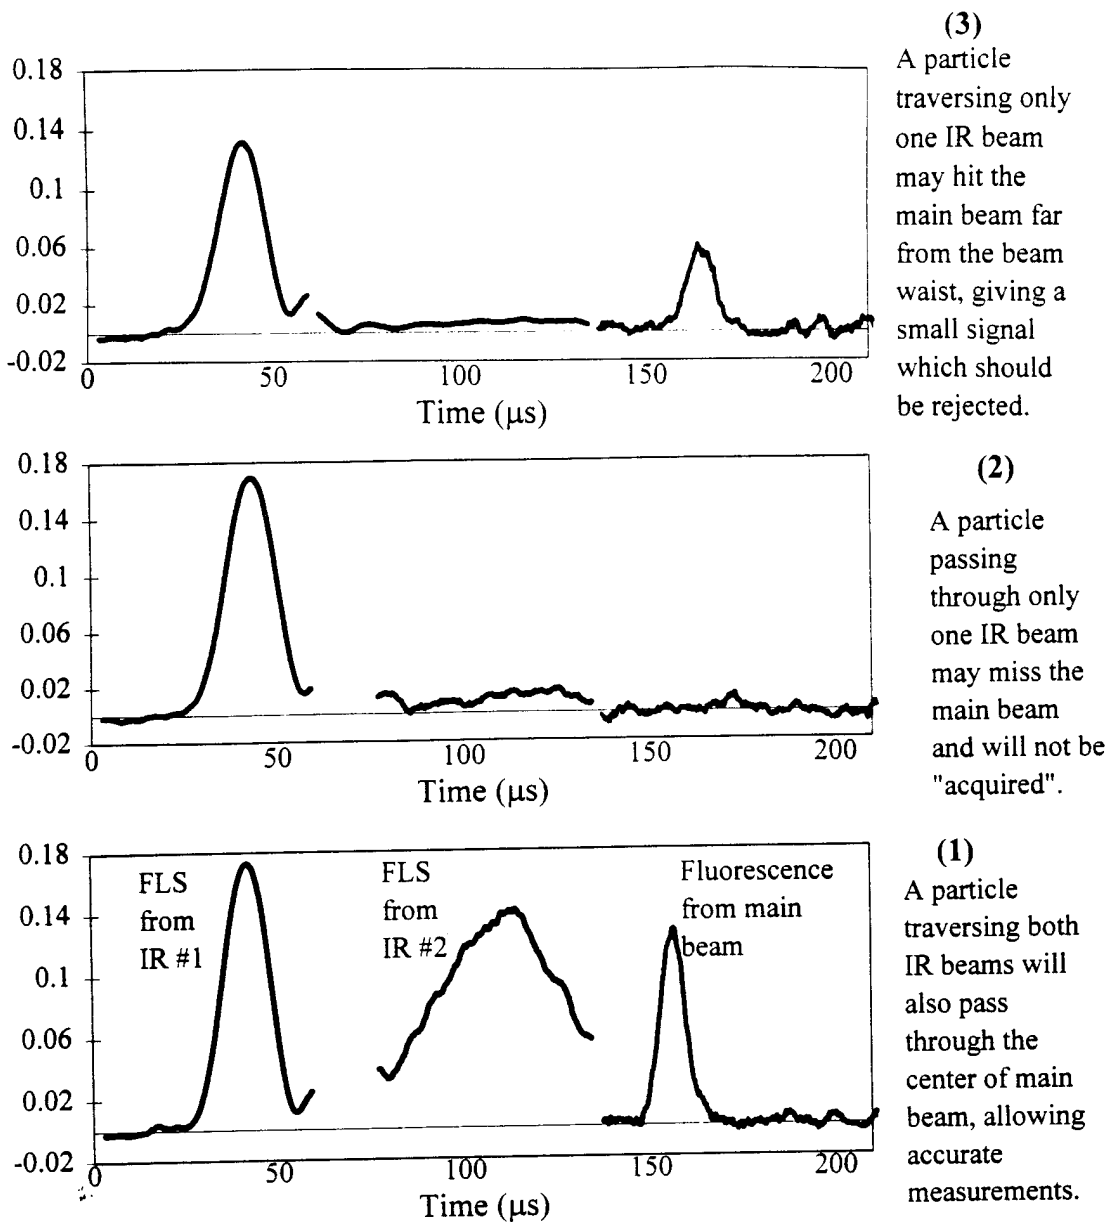 (3)
A particle
traversing only
one IR beam
may hit the
main beam far
from the beam
waist, giving a
small signal
which should
be rejected.
0.18
0.14
0.1
0.06
0.02
-0.02
0 50 100 150 200
Time (μs)
(2)
A particle
passing
through only
one IR beam
may miss the
main beam
and will not be
"acquired".
0.18
0.14
0.1
0.06
0.02
-0.02
0 50 100 150 200
Time (μs)
(1)
A particle
traversing both
IR beams will
also pass
through the
center of main
beam, allowing
accurate
measurements.
0.18
0.14
0.1
0.06
0.02
-0.02
FLS
from
IR #1
FLS
from
IR #2
Fluorescence
from main
beam
0 50 100 150 200
Time (μs)